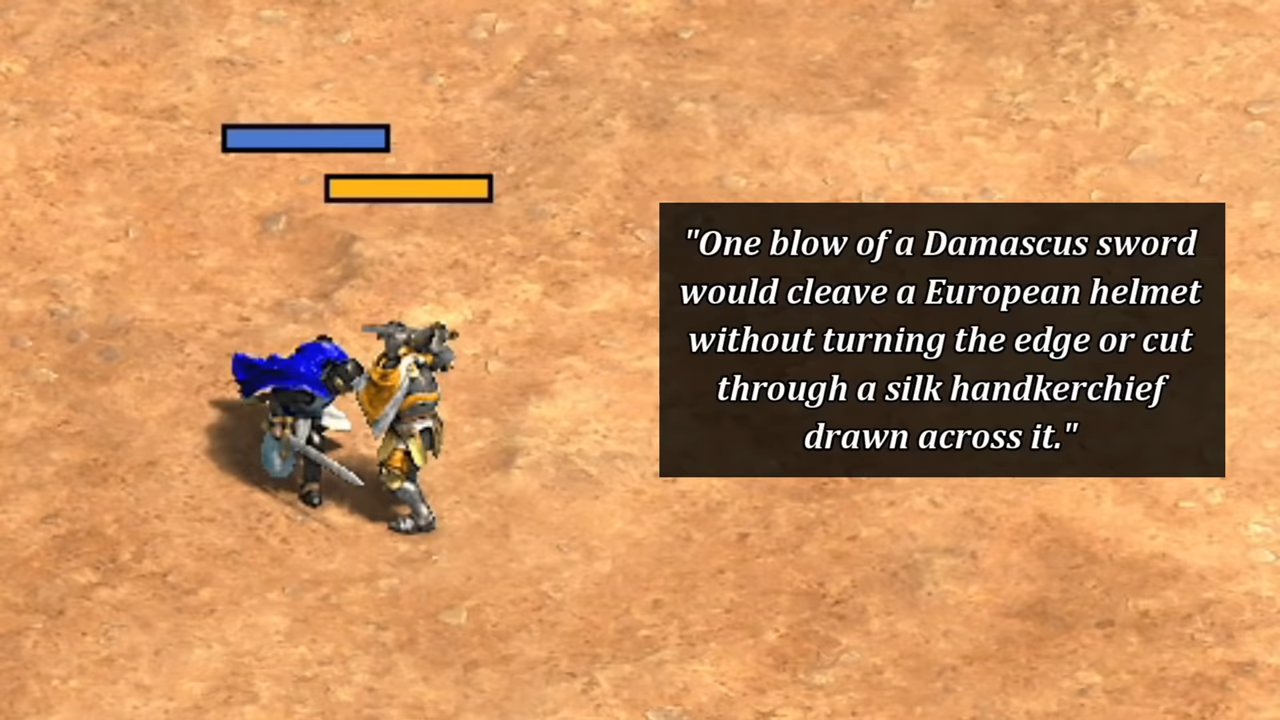 "One blow of a Damascus sword
would cleave a European helmet
without turning the edge or cut
through a silk handkerchief
drawn across it."